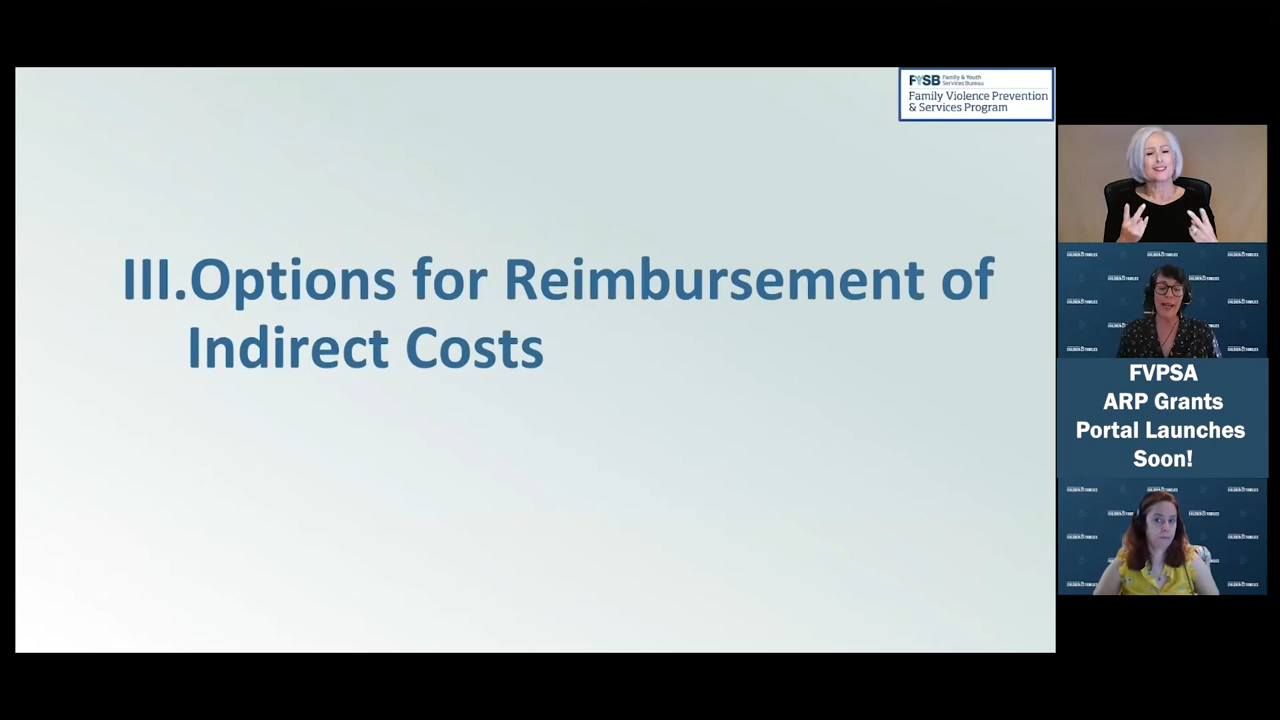 FYSB Family & Youth
Services Bureau
Family Violence Prevention
& Services Program
III.Options for Reimbursement of
Indirect Costs
FVPSA
ARP Grants
Portal Launches
Soon!